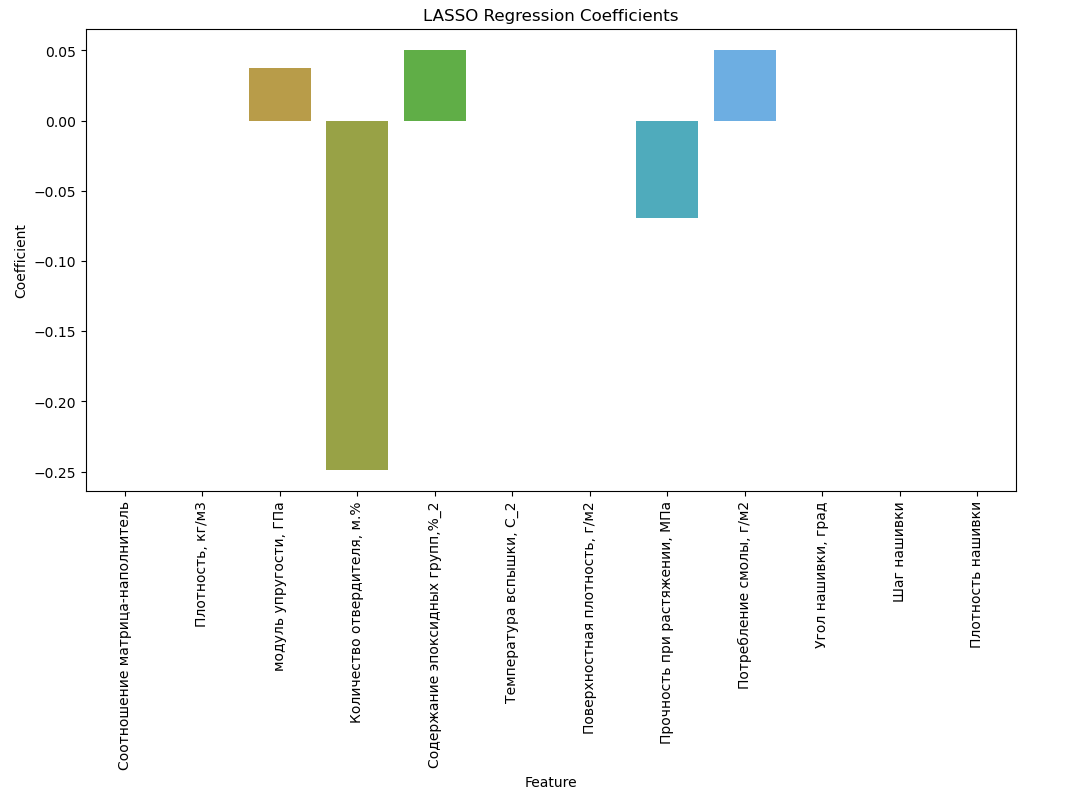 LASSO Regression Coefficients
0.05
0.00
−0.05
−0.10
−0.15
−0.20
−0.25
Coefficient
Соотношение матрица-наполнитель
Плотность, кг/м3
модуль упругости, ГПа
Количество отвердителя, м.%
Содержание эпоксидных групп,%_2
Температура вспышки, С_2
Поверхностная плотность, г/м2
Прочность при растяжении, МПа
Потребление смолы, г/м2
Угол нашивки, град
Шаг нашивки
Плотность нашивки
Feature